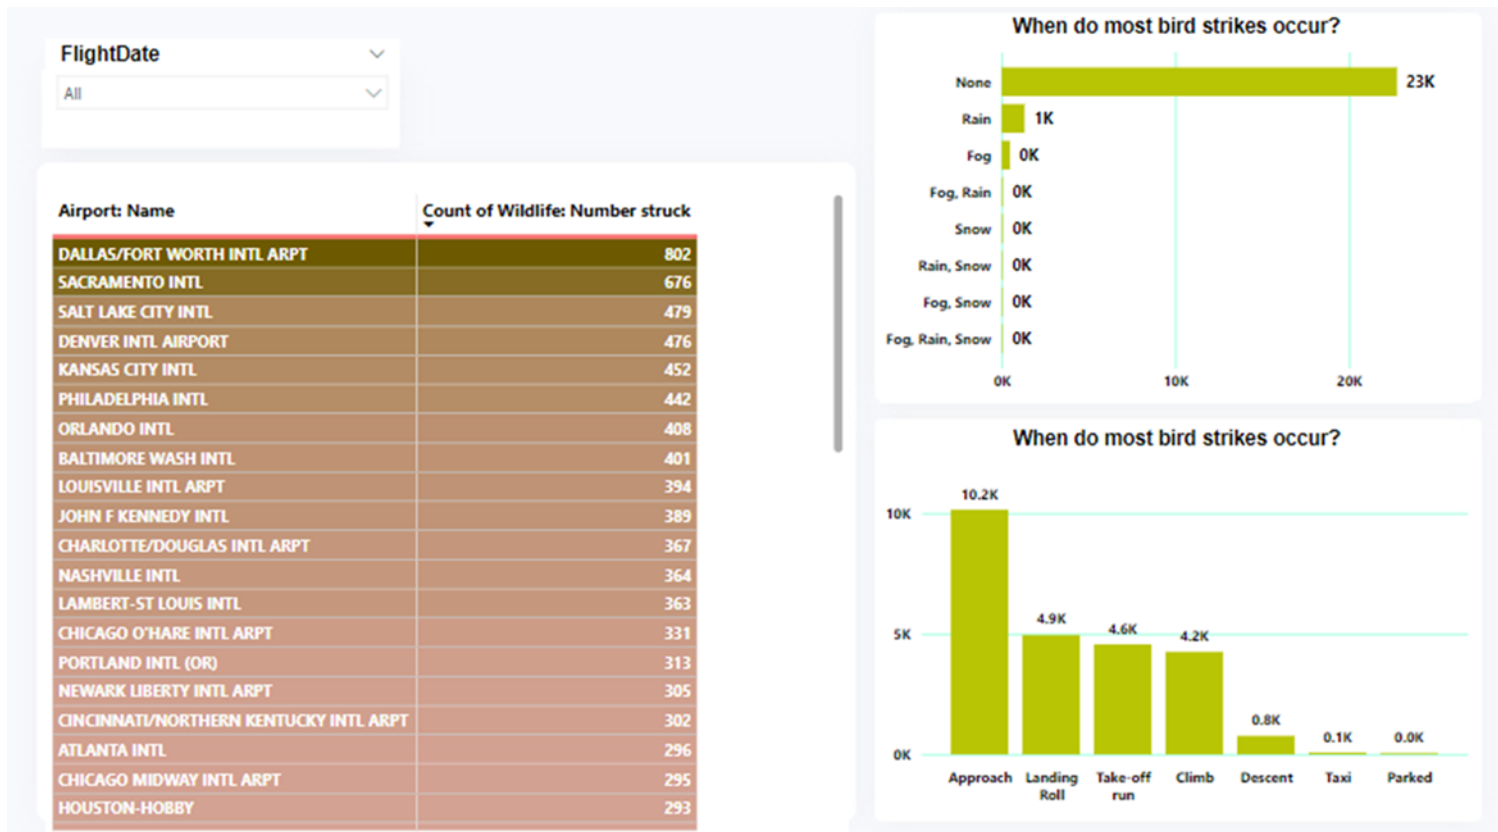 FlightDate
All
Airport: Name Count of Wildlife: Number struck
DALLAS/FORT WORTH INTL ARPT 802
SACRAMENTO INTL 676
SALT LAKE CITY INTL 479
DENVER INTL AIRPORT 476
KANSAS CITY INTL 452
PHILADELPHIA INTL 442
ORLANDO INTL 408
BALTIMORE WASH INTL 401
LOUISVILLE INTL ARPT 394
JOHN F KENNEDY INTL 389
CHARLOTTE/DOUGLAS INTL ARPT 367
NASHVILLE INTL 364
LAMBERT-ST LOUIS INTL 363
CHICAGO O'HARE INTL ARPT 331
PORTLAND INTL (OR) 313
NEWARK LIBERTY INTL ARPT 305
CINCINNATI/NORTHERN KENTUCKY INTL ARPT 302
ATLANTA INTL 296
CHICAGO MIDWAY INTL ARPT 295
HOUSTON-HOBBY 293
When do most bird strikes occur?
None 23K
Rain 1K
Fog 0K
Fog, Rain 0K
Snow 0K
Rain, Snow 0K
Fog, Snow 0K
Fog, Rain, Snow 0K
0K 10K 20K
When do most bird strikes occur?
10.2K
10K
4.9K
4.6K
4.2K
5K
0.8K
0.1K
0.0K
0K
Approach Landing Take-off Climb Descent Taxi Parked
Roll run